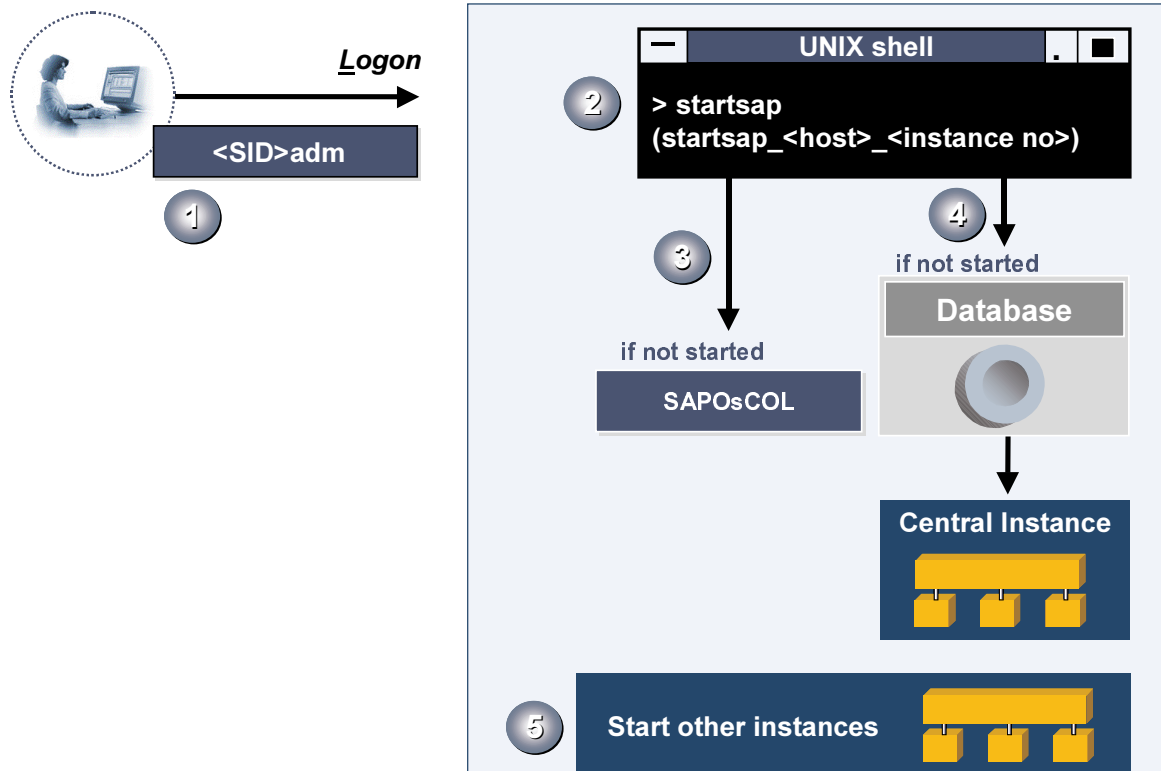 Logon
<SID>adm
1
UNIX shell
.
2
> startsap
(startsap_<host>_<instance no>)
3
4
if not started
Database
if not started
SAPOsCOL
Central Instance
5
Start other instances